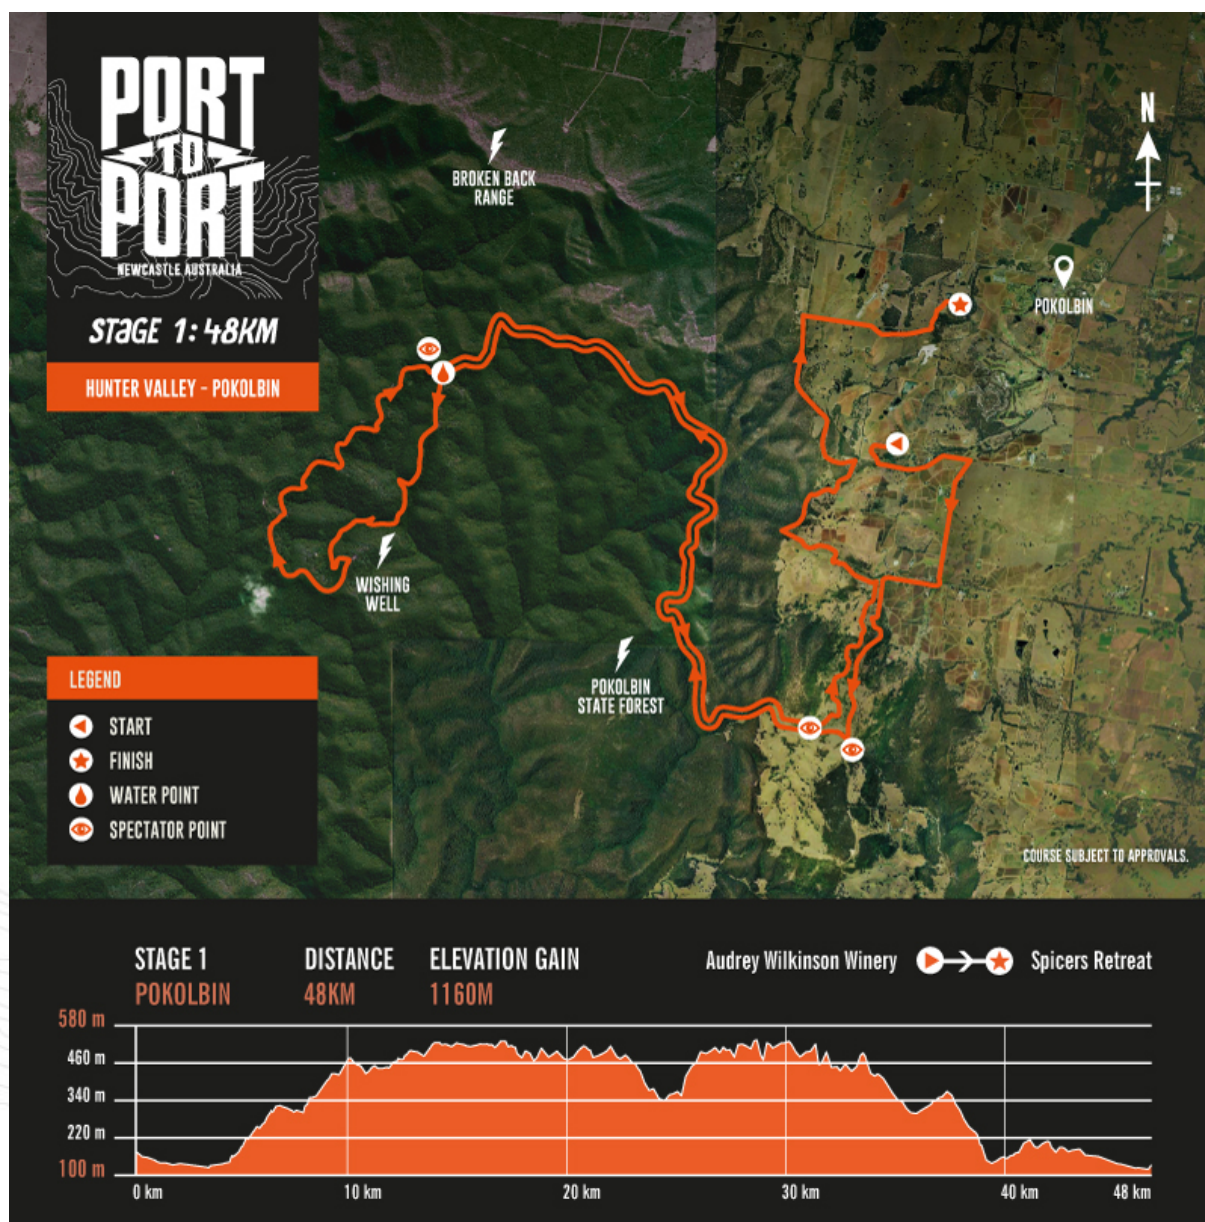 PORT
TO
PORT
NEWCASTLE AUSTRALIA
STAGE 1: 48KM
HUNTER VALLEY - POKOLBIN
BROKEN BACK
RANGE
N
POKOLBIN
WISHING
WELL
POKOLBIN
STATE FOREST
LEGEND
START
FINISH
WATER POINT
SPECTATOR POINT
COURSE SUBJECT TO APPROVALS.
STAGE 1
POKOLBIN
DISTANCE
48KM
ELEVATION GAIN
1160M
Audrey Wilkinson Winery
Spicers Retreat
580 m
460 m
340 m
220 m
100 m
0 km
10 km
20 km
30 km
40 km
48 km